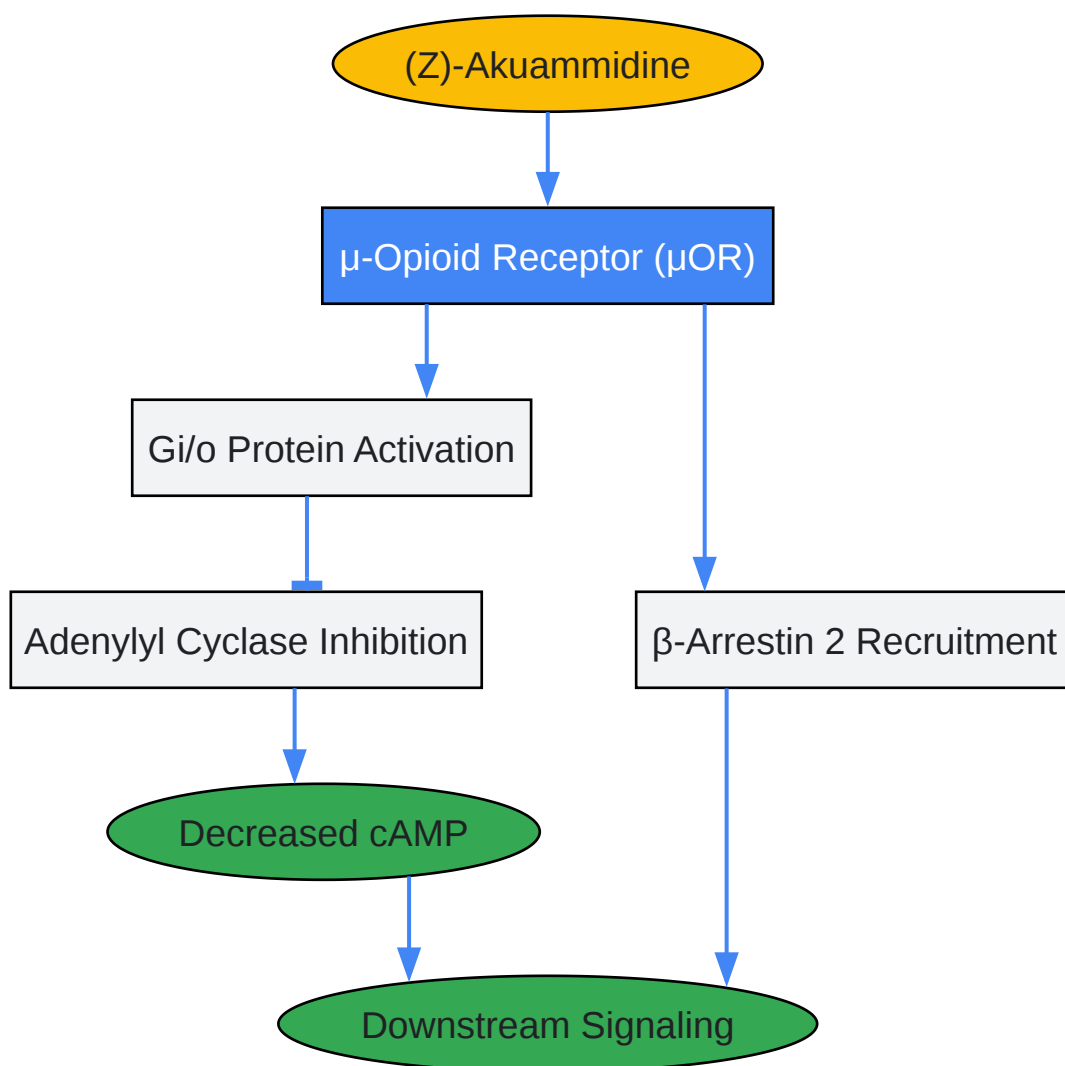 (Z)-Akuammidine
μ-Opioid Receptor (μOR)
Gi/o Protein Activation
Adenylyl Cyclase Inhibition
β-Arrestin 2 Recruitment
Decreased cAMP
Downstream Signaling